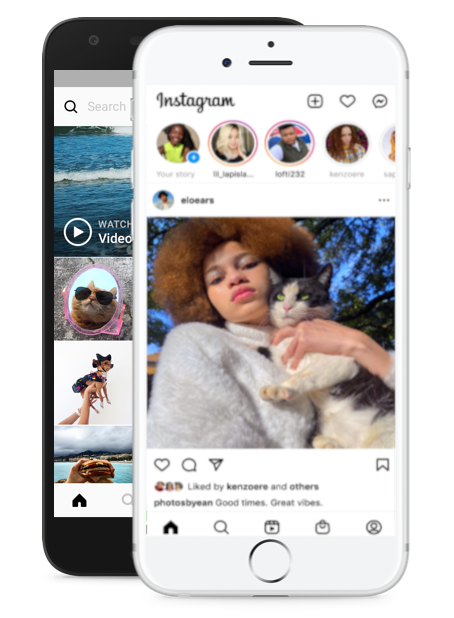 Search
WATCH
Video
Instagram
Your story
lil_lapisla...
lofti232
kenzoere
sap
eloears
Liked by kenzoere and others
photosbyean Good times. Great vibes.